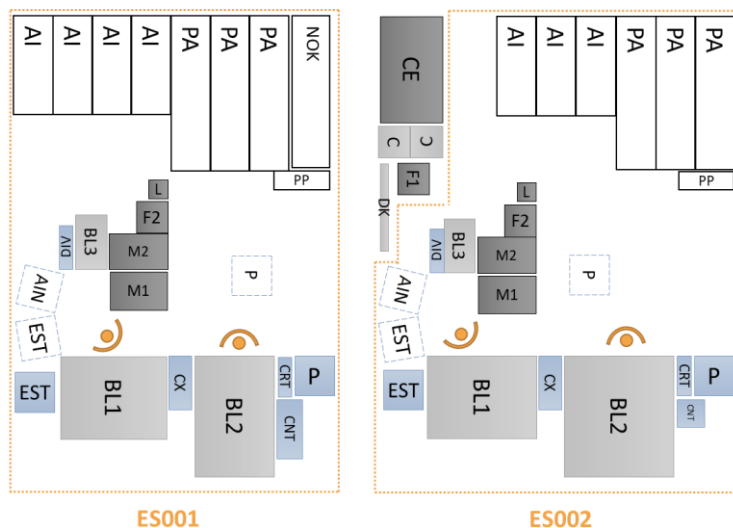 AI
AI
AI
AI
PA
PA
PA
NOK
PP
L
F2
BL3
DIV
M2
M1
P
AIN
EST
EST
BL1
CX
BL2
CRT
P
CNT
ES001
CE
AI
AI
AI
PA
PA
PA
C
C
F1
PP
DK
L
F2
BL3
DIV
M2
M1
P
AIN
EST
EST
BL1
CX
BL2
CRT
P
CNT
ES002